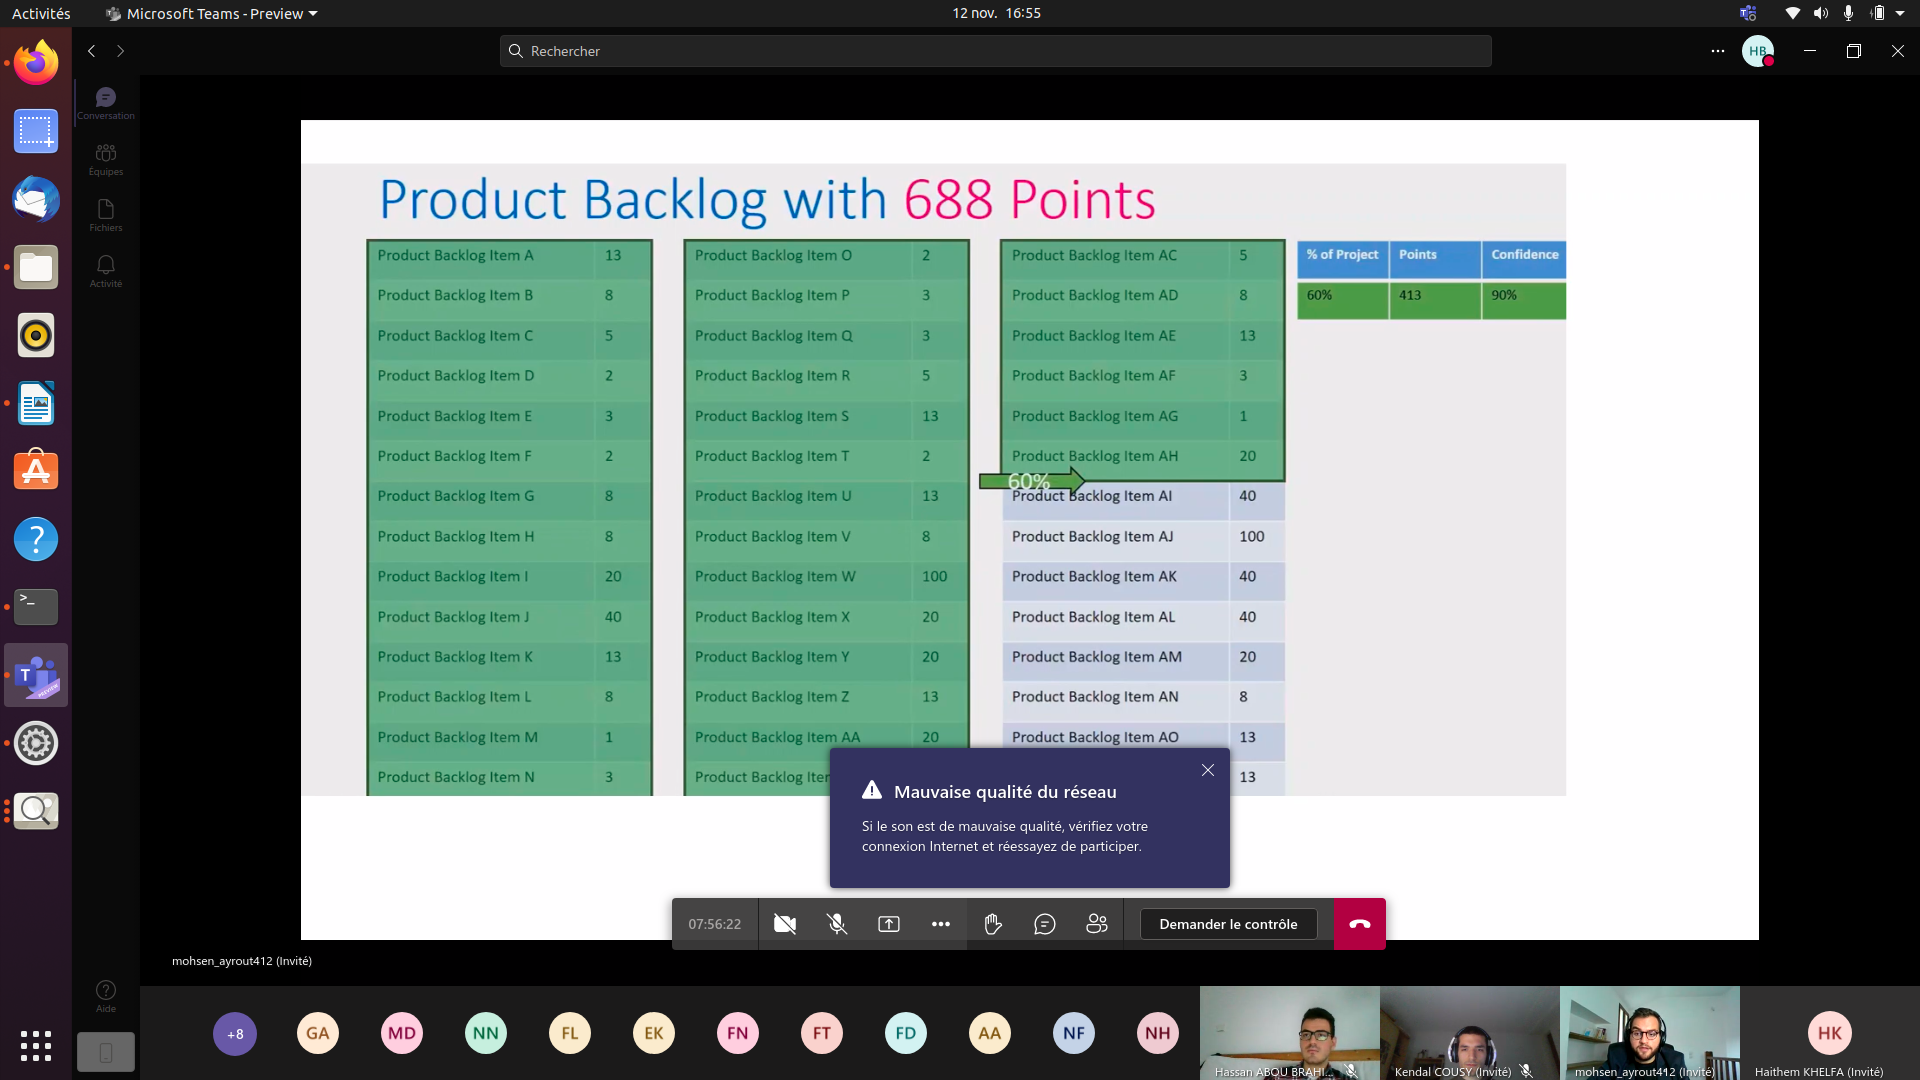 Activités
Microsoft Teams - Preview
12 nov. 16:55
Rechercher
HB
Conversation
Équipes
Fichiers
Activité
Product Backlog with 688 Points
Product Backlog Item A 13
Product Backlog Item B 8
Product Backlog Item C 5
Product Backlog Item D 2
Product Backlog Item E 3
Product Backlog Item F 2
Product Backlog Item G 8
Product Backlog Item H 8
Product Backlog Item I 20
Product Backlog Item J 40
Product Backlog Item K 13
Product Backlog Item L 8
Product Backlog Item M 1
Product Backlog Item N 3
Product Backlog Item O 2
Product Backlog Item P 3
Product Backlog Item Q 3
Product Backlog Item R 5
Product Backlog Item S 13
Product Backlog Item T 2
Product Backlog Item U 13
Product Backlog Item V 8
Product Backlog Item W 100
Product Backlog Item X 20
Product Backlog Item Y 20
Product Backlog Item Z 13
Product Backlog Item AA 20
Product Backlog
Product Backlog Item AC 5
Product Backlog Item AD 8
Product Backlog Item AE 13
Product Backlog Item AF 3
Product Backlog Item AG 1
Product Backlog Item AH 20
60%
Product Backlog Item AI 40
Product Backlog Item AJ 100
Product Backlog Item AK 40
Product Backlog Item AL 40
Product Backlog Item AM 20
Product Backlog Item AN 8
Product Backlog Item AO 13
13
% of Project Points Confidence
60% 413 90%
Mauvaise qualité du réseau
Si le son est de mauvaise qualité, vérifiez votre
connexion Internet et réessayez de participer.
07:56:22
Demander le contrôle
mohsen_ayrout412 (Invité)
Aide
+8
GA
MD
NN
FL
EK
FN
FT
FD
AA
NF
NH
Hassan ABOU BRAHI...
Kendal COUSY (Invité)
mohsen_ayrout412 (Invité)
HK
Haithem KHELFA (Invité)